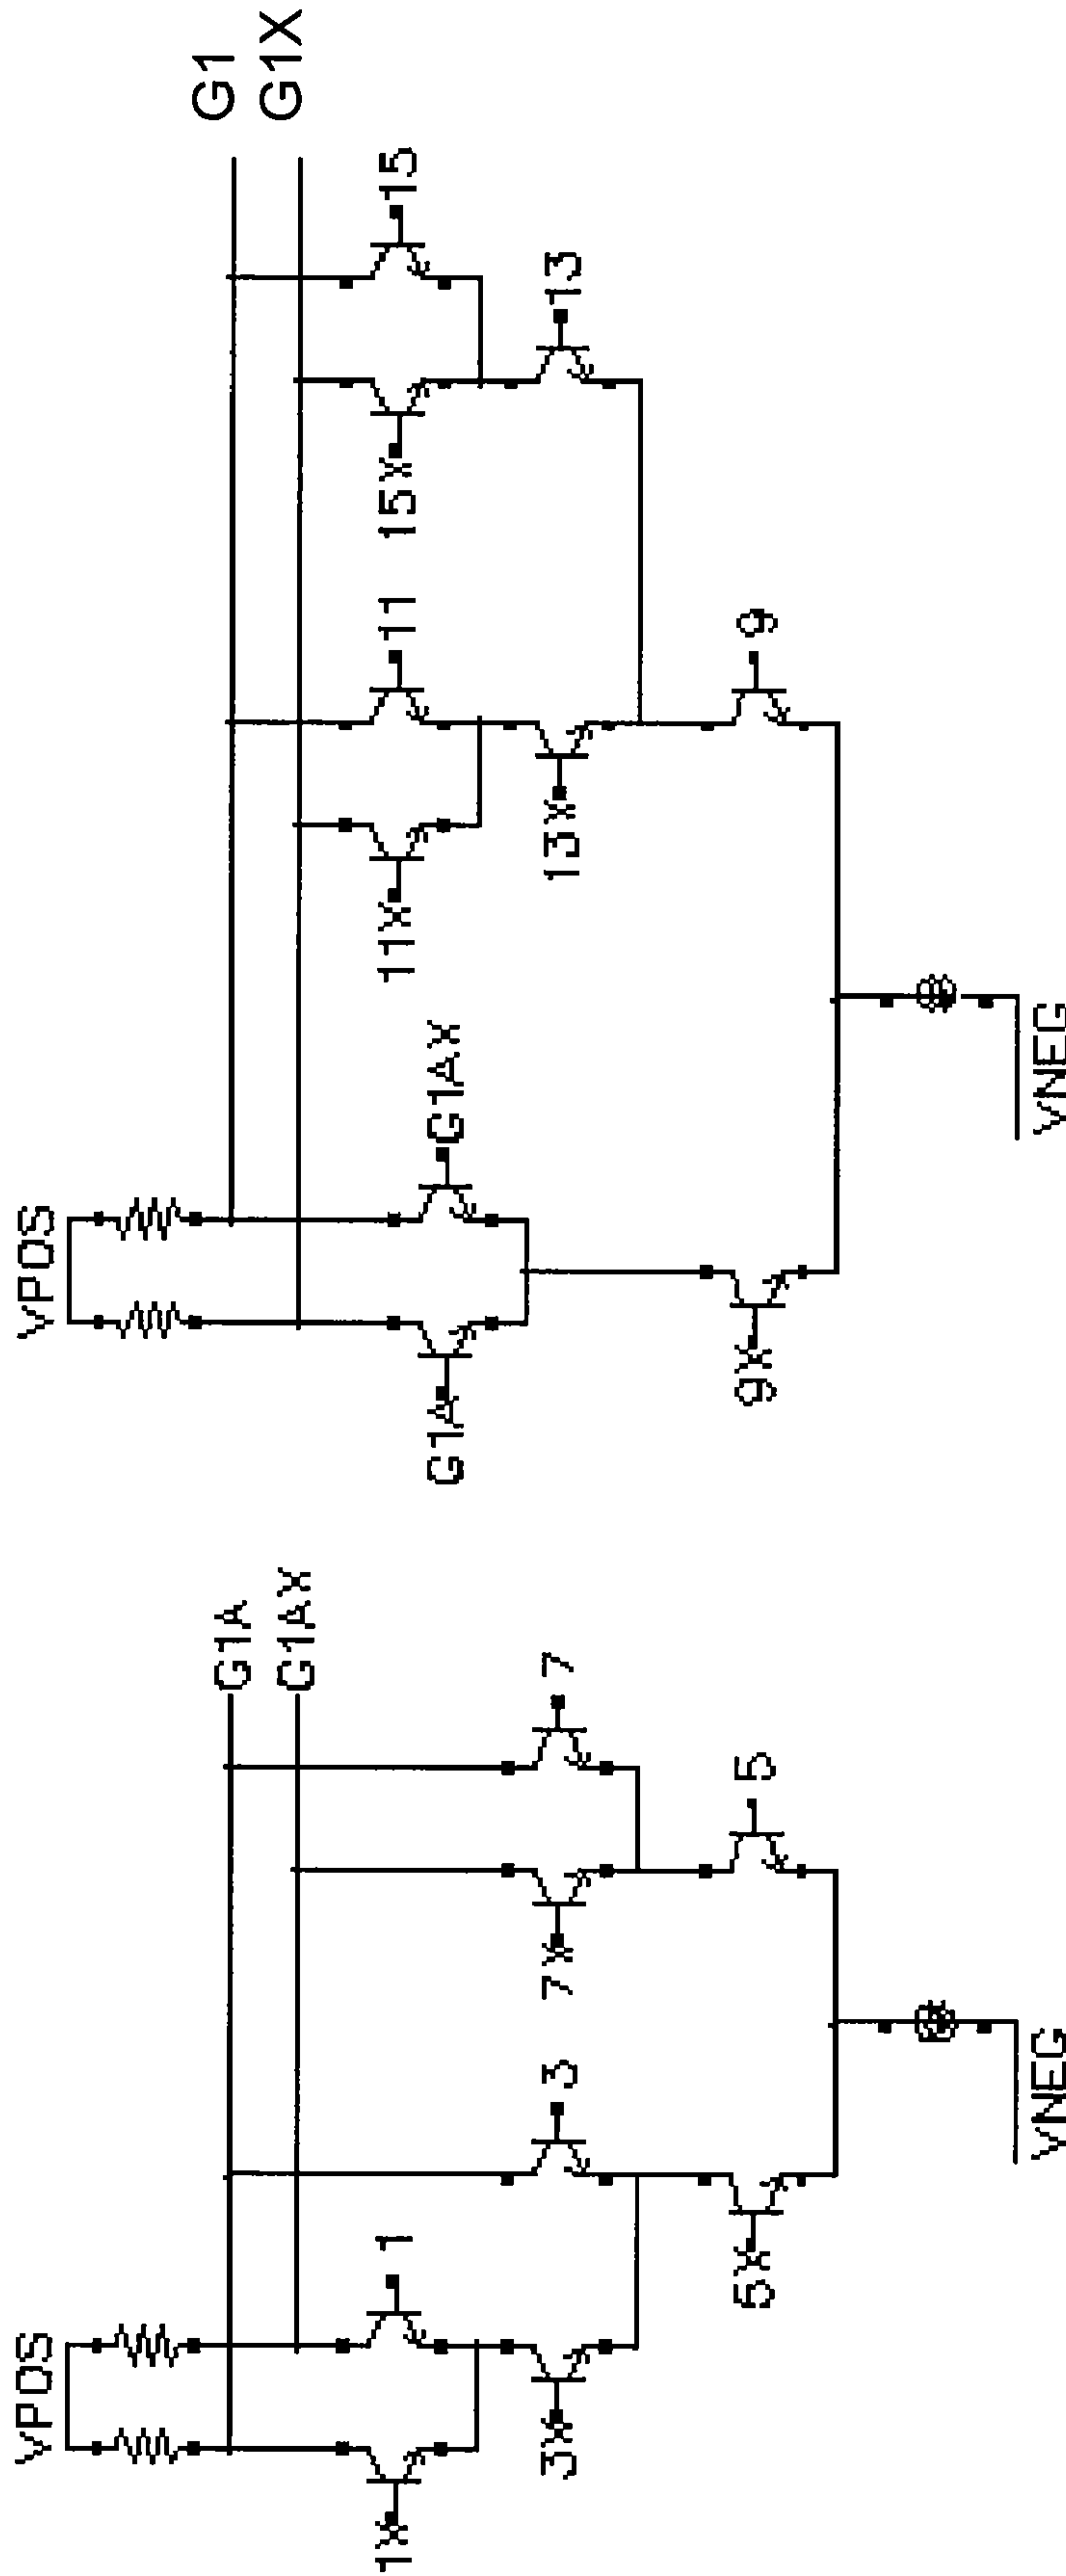 VPOS
G1A
G1AX
1X
1
3X
3
7X
7
5X
5
VNEG
VPOS
G1
G1X
G1A
G1AX
11X
11
15X
15
13X
13
9X
9
VNEG